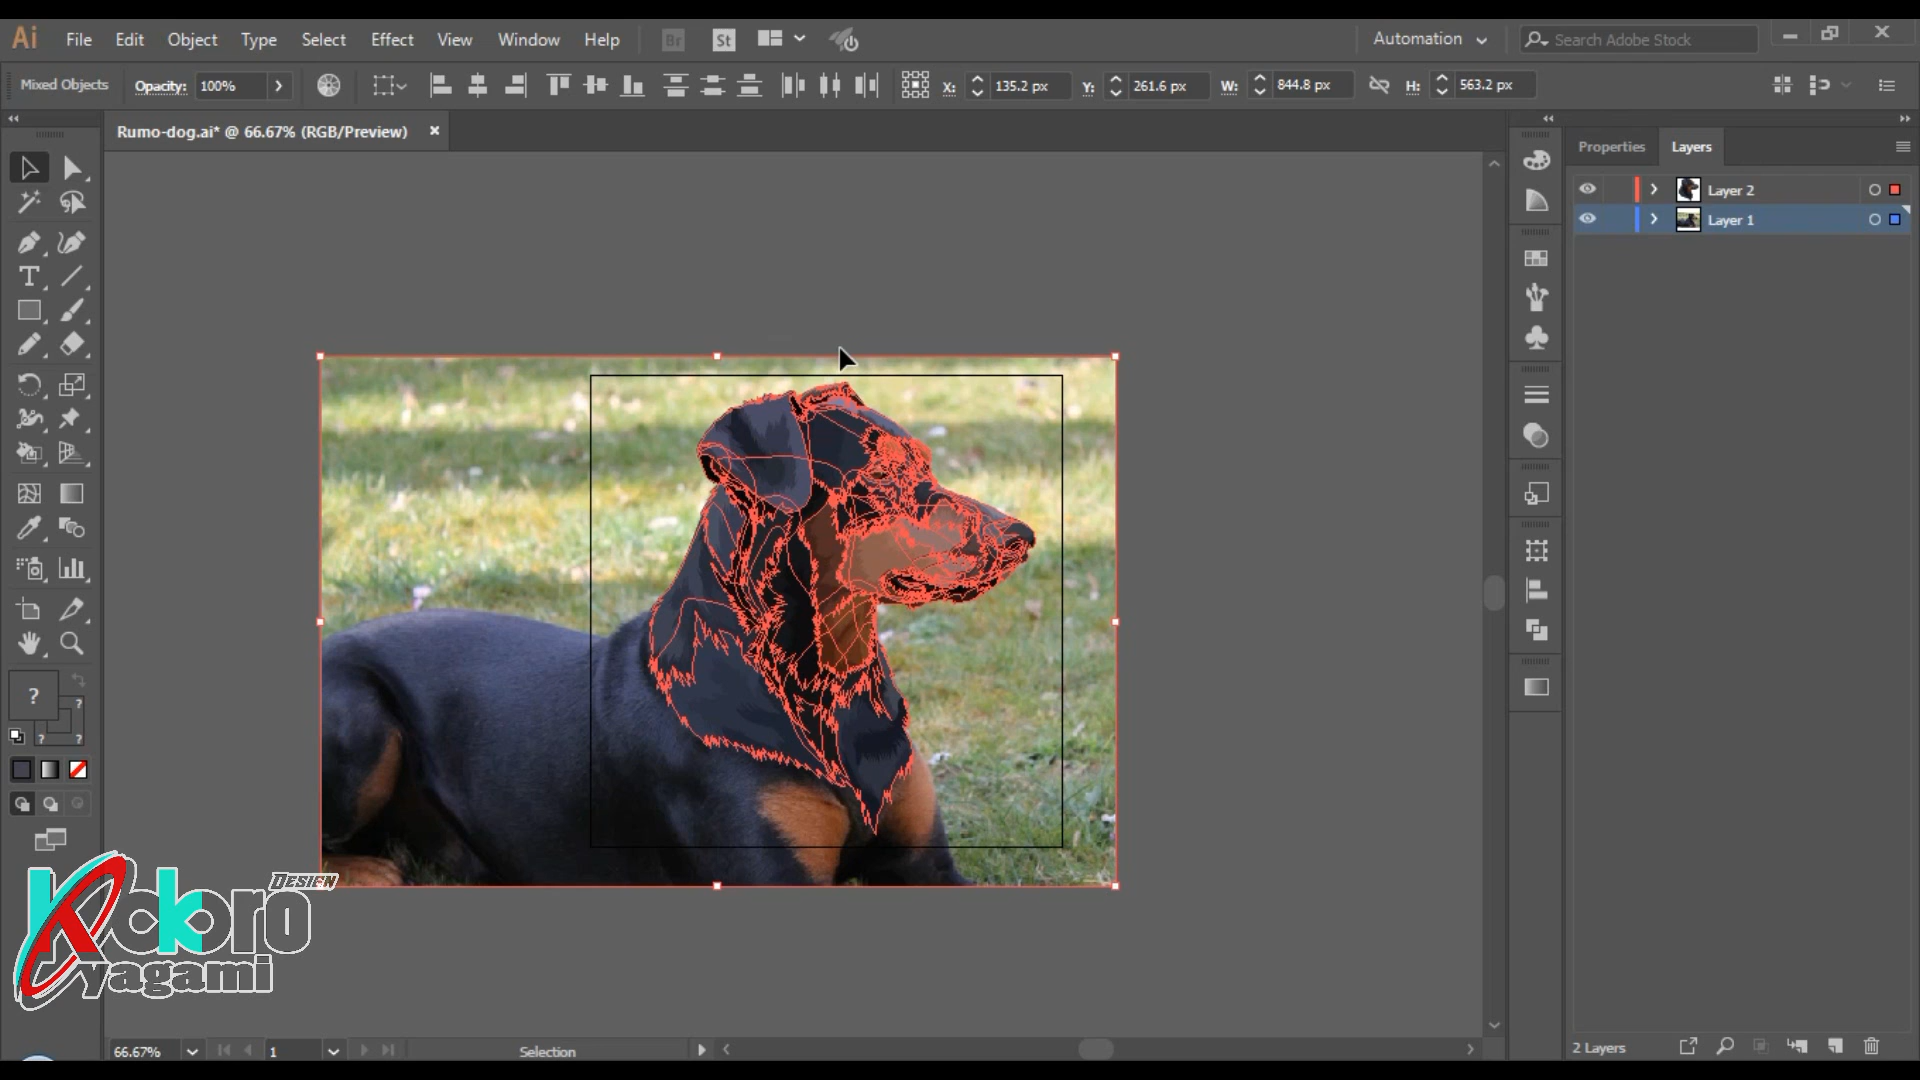 Ai File Edit Object Type Select Effect View Window Help Br St Automation Search Adobe Stock
Mixed Objects Opacity: 100% X: 135.2 px Y: 261.6 px W: 844.8 px H: 563.2 px
Rumo-dog.ai* @ 66.67% (RGB/Preview)
Properties Layers
Layer 2
Layer 1
T
?
?
? ?
Kokoro DESIGN
yagami
66.67% 1 Selection
2 Layers